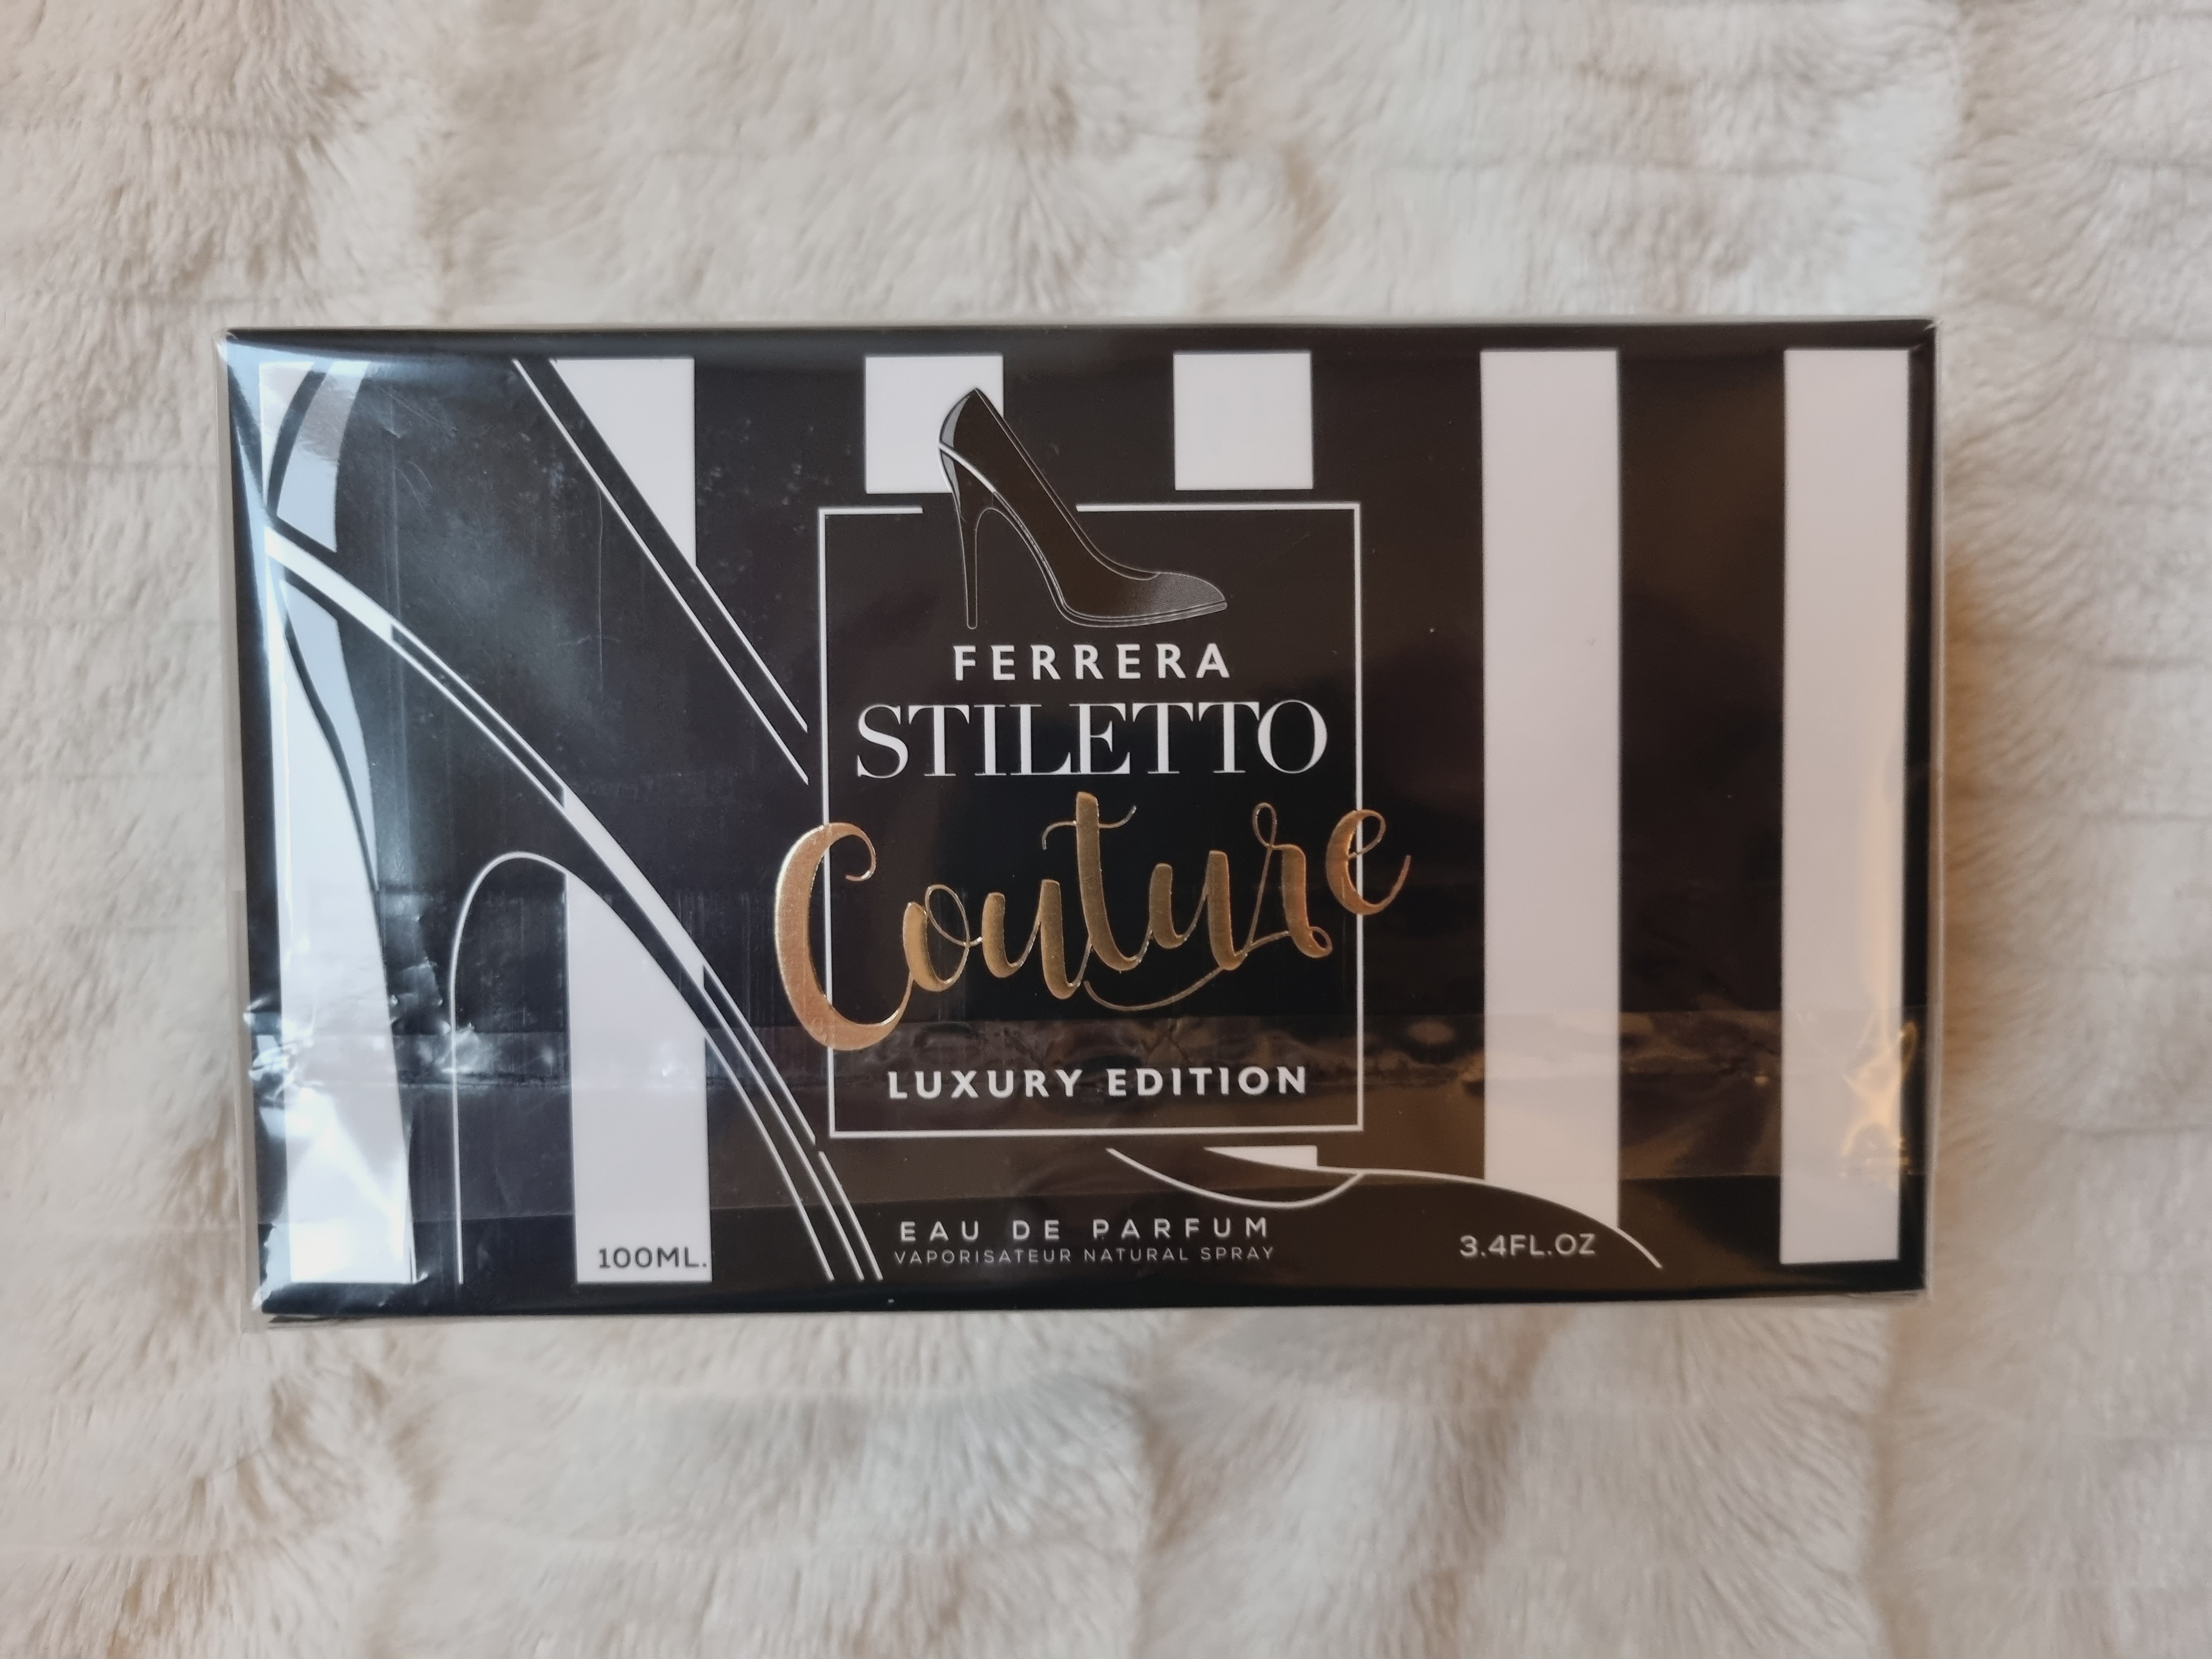 FERRERA
STILETTO
Couture
LUXURY EDITION
EAU DE PARFUM
VAPORISATEUR NATURAL SPRAY
100ML.
3.4FL.OZ